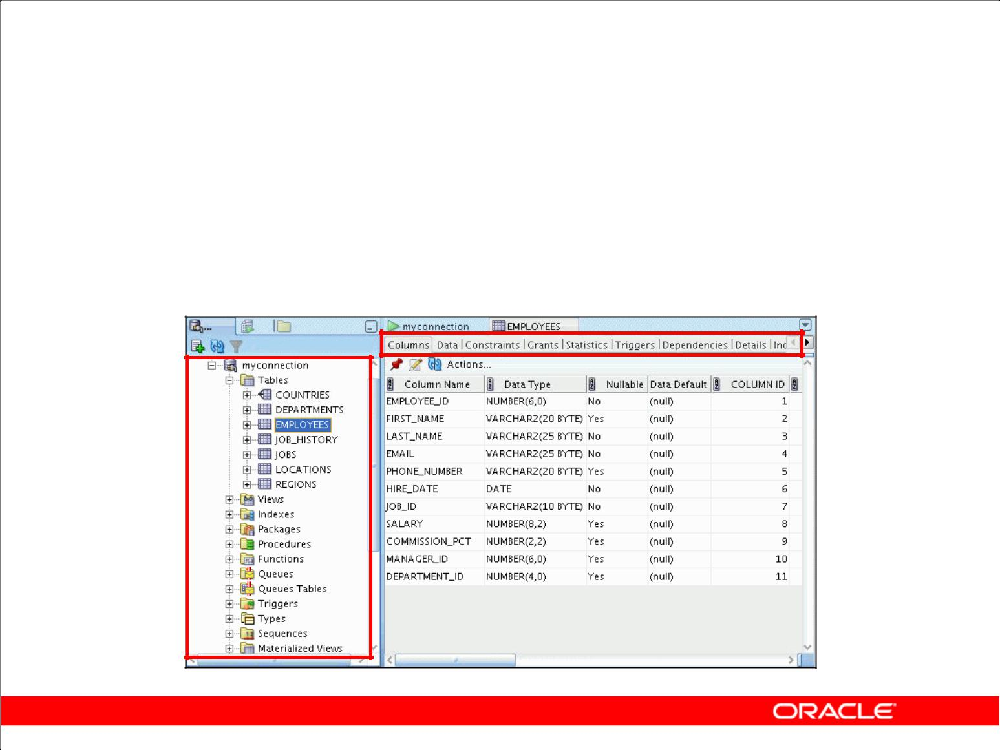 ...
myconnection
Tables
COUNTRIES
DEPARTMENTS
EMPLOYEES
JOB_HISTORY
JOBS
LOCATIONS
REGIONS
Views
Indexes
Packages
Procedures
Functions
Queues
Queues Tables
Triggers
Types
Sequences
Materialized Views
myconnection EMPLOYEES
Columns Data Constraints Grants Statistics Triggers Dependencies Details Ind
Actions...
Column Name Data Type Nullable Data Default COLUMN ID
EMPLOYEE_ID NUMBER(6,0) No (null) 1
FIRST_NAME VARCHAR2(20 BYTE) Yes (null) 2
LAST_NAME VARCHAR2(25 BYTE) No (null) 3
EMAIL VARCHAR2(25 BYTE) No (null) 4
PHONE_NUMBER VARCHAR2(20 BYTE) Yes (null) 5
HIRE_DATE DATE No (null) 6
JOB_ID VARCHAR2(10 BYTE) No (null) 7
SALARY NUMBER(8,2) Yes (null) 8
COMMISSION_PCT NUMBER(2,2) Yes (null) 9
MANAGER_ID NUMBER(6,0) Yes (null) 10
DEPARTMENT_ID NUMBER(4,0) Yes (null) 11
ORACLE